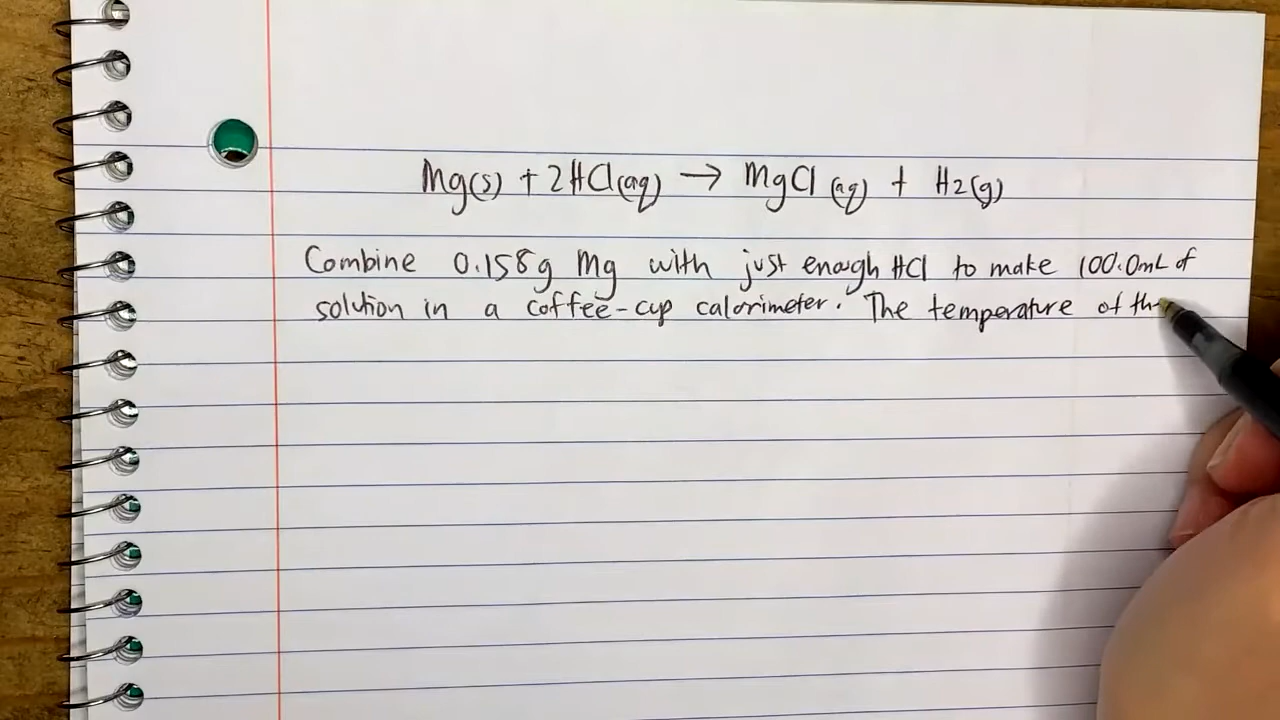 Mg(s) + 2HCl(aq) → MgCl (aq) + H2(g)
Combine 0.158g Mg with just enough HCl to make 100.0mL of
solution in a coffee-cup calorimeter. The temperature of the